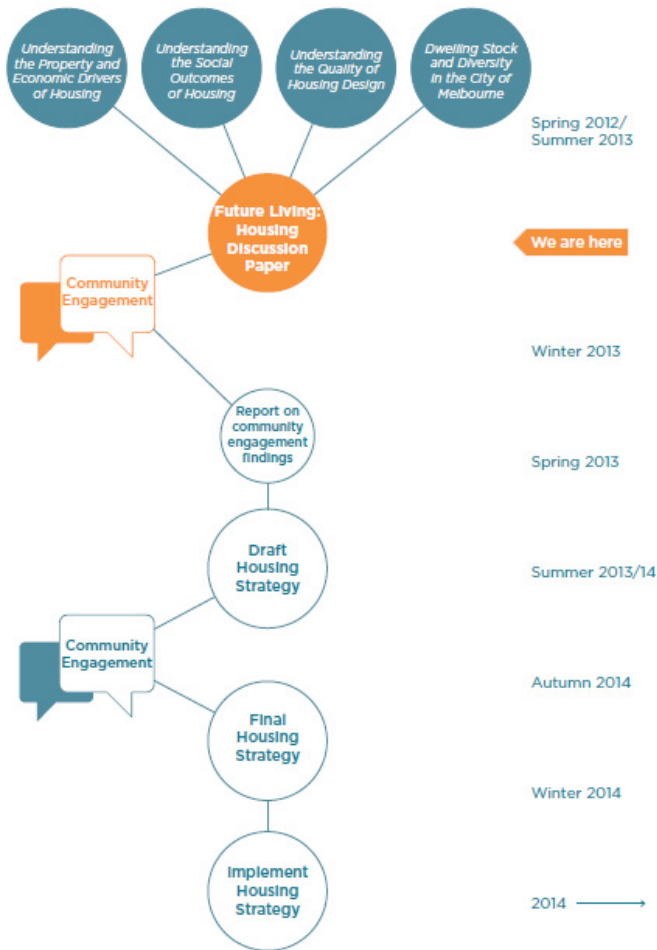 Understanding
the Property and
Economic Drivers
of Housing
Understanding
the Social
Outcomes
of Housing
Understanding
the Quality of
Housing Design
Dwelling Stock
and Diversity
in the City of
Melbourne
Spring 2012/
Summer 2013
Future Living:
Housing
Discussion
Paper
We are here
Community
Engagement
Winter 2013
Report on
community
engagement
findings
Spring 2013
Draft
Housing
Strategy
Summer 2013/14
Community
Engagement
Autumn 2014
Final
Housing
Strategy
Winter 2014
Implement
Housing
Strategy
2014